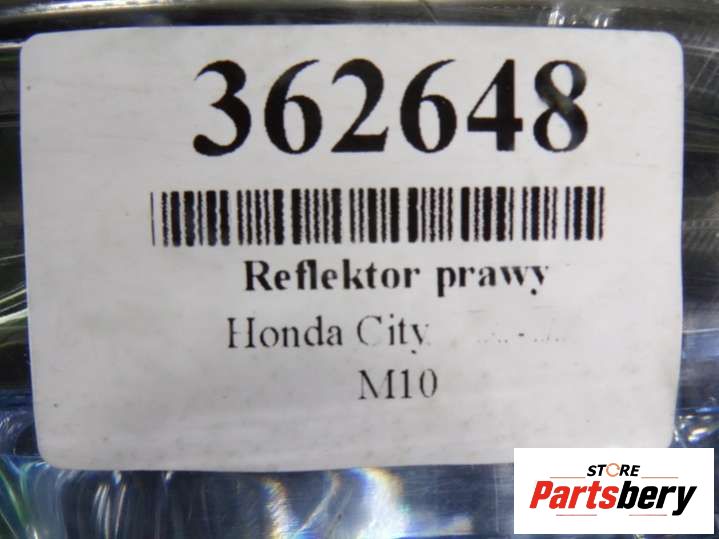 362648
Reflektor prawy
Honda City
M10
STORE
Partsbery